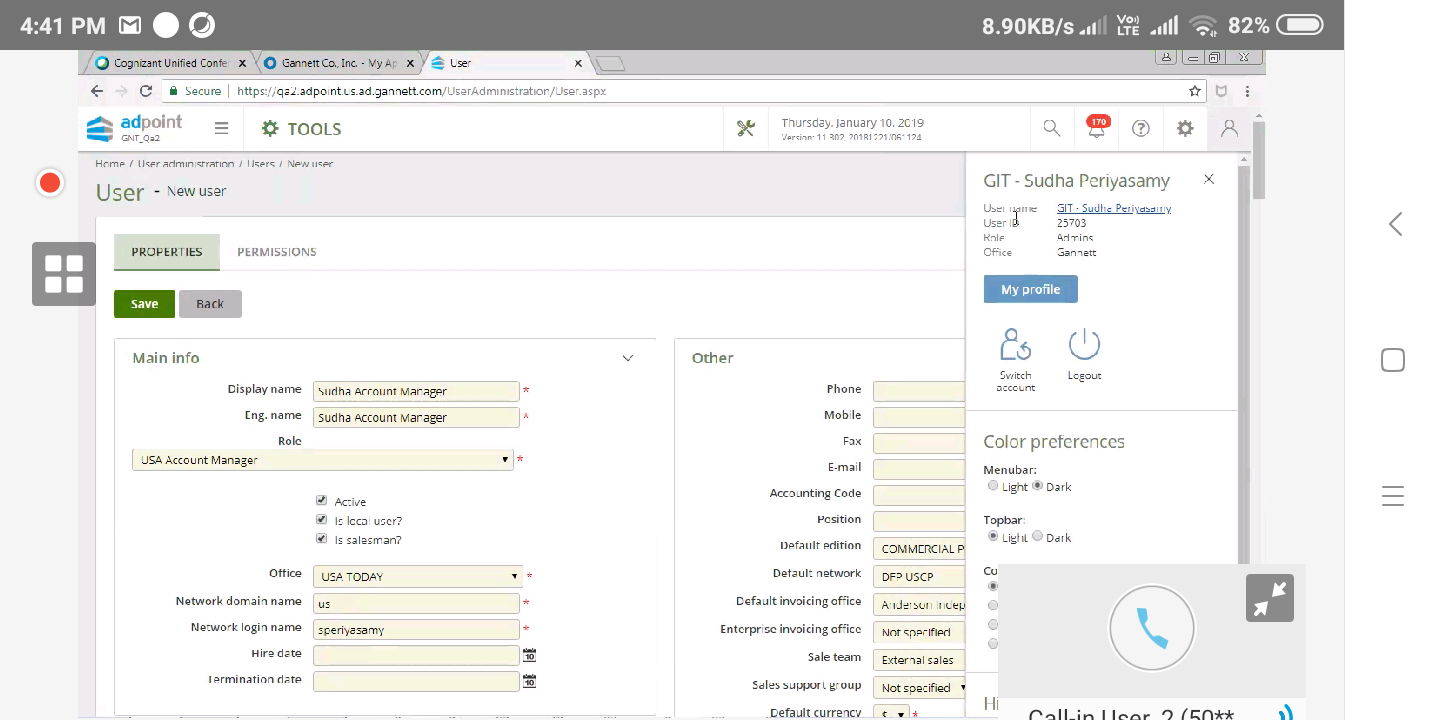 4:41 PM
8.90KB/s
Vo)) LTE
82%
Cognizant Unified Confe
Gannett Co., Inc. - My Ap
User
Secure
https://qa2.adpoint.us.ad.gannett.com/UserAdministration/User.aspx
adpoint
GNT_Qa2
TOOLS
Thursday, January 10, 2019
Version: 11.302, 20181221/061124
170
Home / User administration / Users / New user
User - New user
PROPERTIES
PERMISSIONS
Save
Back
Main info
Display name Sudha Account Manager *
Eng. name Sudha Account Manager *
Role
USA Account Manager *
Active
Is local user?
Is salesman?
Office USA TODAY *
Network domain name us *
Network login name speriyasamy *
Hire date 10
Termination date 10
Other
Phone
Mobile
Fax
E-mail
Accounting Code
Position
Default edition COMMERCIAL P
Default network DFP USCP
Default invoicing office Anderson Indep
Enterprise invoicing office Not specified
Sale team External sales
Sales support group Not specified
Default currency $ *
GIT - Sudha Periyasamy
User name GIT - Sudha Periyasamy
User ID 25703
Role Admins
Office Gannett
My profile
Switch account
Logout
Color preferences
Menubar:
Light Dark
Topbar:
Light Dark
Co
Hi
Call-in User_2 (50**